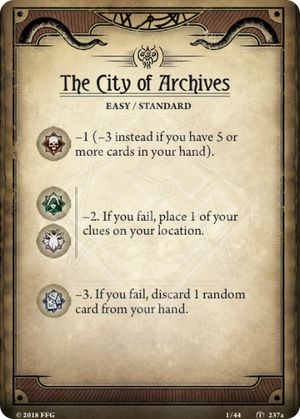 The City of Archives
EASY / STANDARD
–1 (–3 instead if you have 5 or
more cards in your hand).
–2. If you fail, place 1 of your
clues on your location.
–3. If you fail, discard 1 random
card from your hand.
© 2018 FFG 1/44 237a